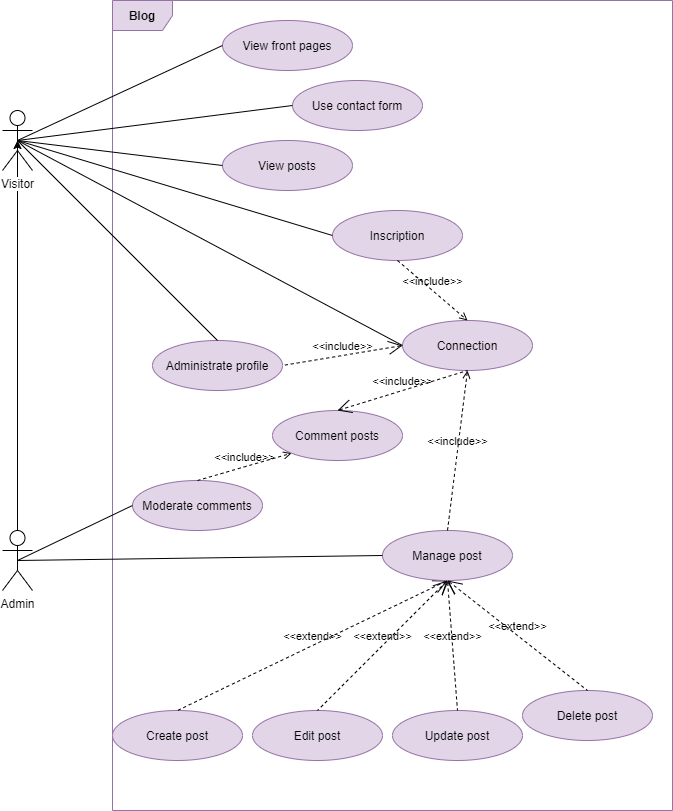 Blog
View front pages
Use contact form
View posts
Visitor
Inscription
<<include>>
Connection
<<include>>
Administrate profile
<<include>>
Comment posts
<<include>>
<<include>>
Moderate comments
Manage post
Admin
<<extend>>
<<extend>>
<<extend>>
<<extend>>
Create post
Edit post
Update post
Delete post